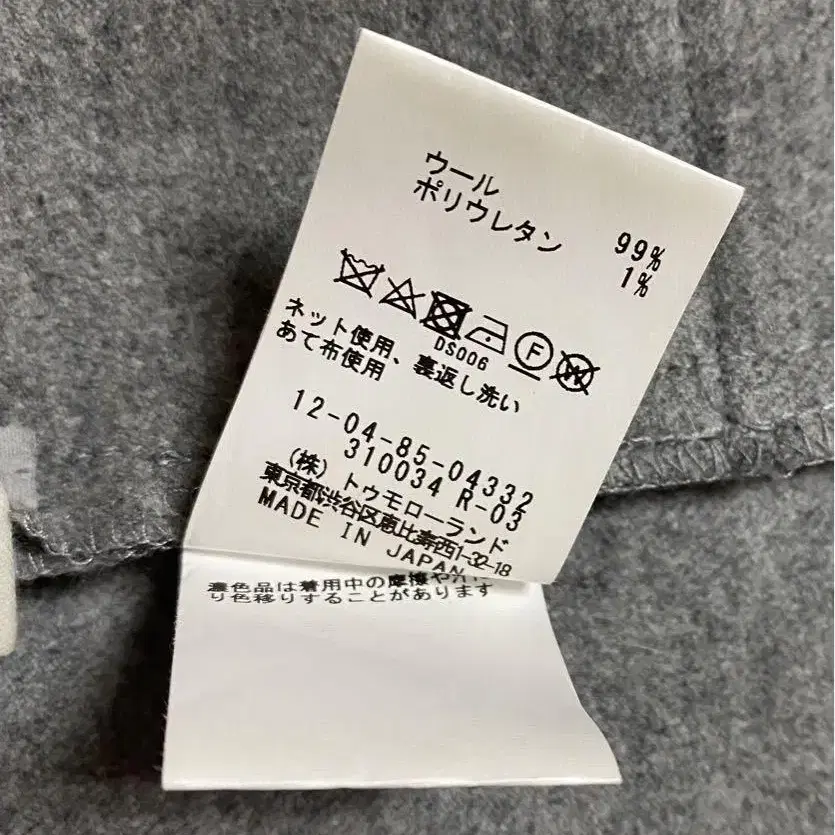 ウール 99%
ポリウレタン 1%
DS006
F
W
ネット使用、裏返し洗い
あて布使用
12-04-85-04332
310034 R-03
(株) トゥモローランド
東京都渋谷区恵比寿西1-32-18
MADE IN JAPAN
濃色品は着用中の摩擦や
り色移りすることがあります